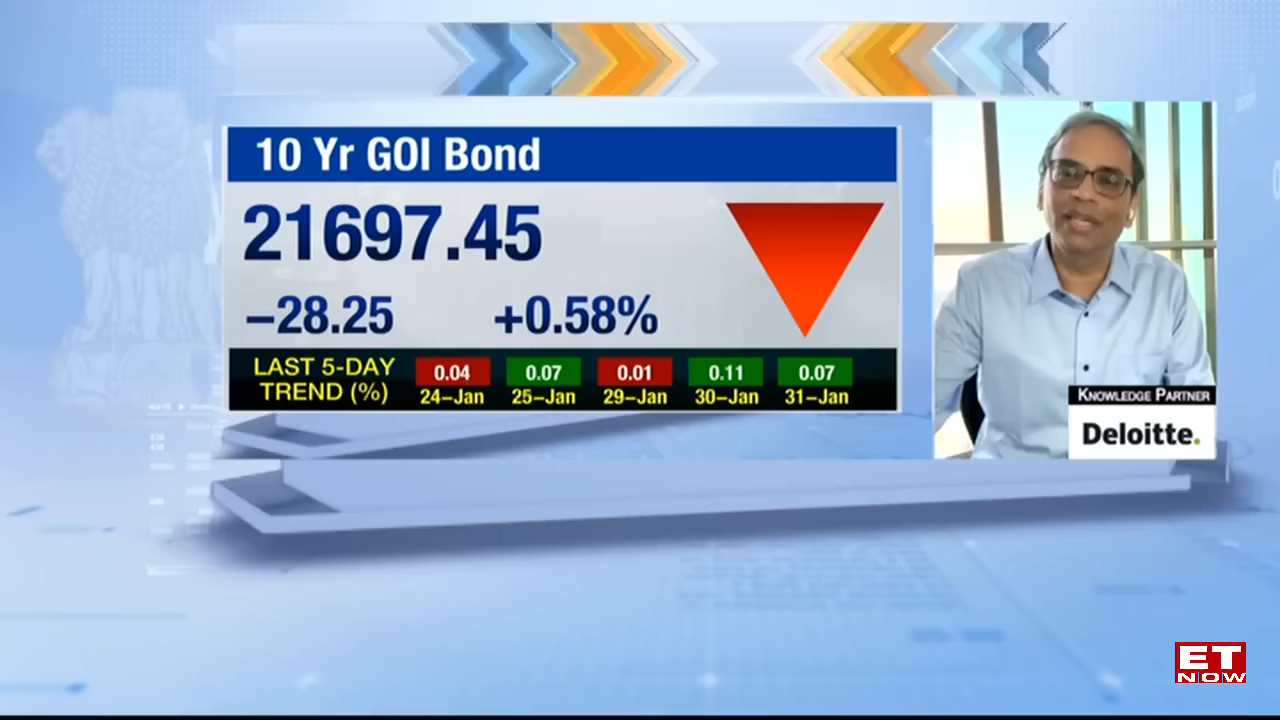 10 Yr GOI Bond
21697.45
–28.25 +0.58%
LAST 5-DAY
TREND (%)
0.04 0.07 0.01 0.11 0.07
24–Jan 25–Jan 29–Jan 30–Jan 31–Jan
KNOWLEDGE PARTNER
Deloitte.
ET
NOW